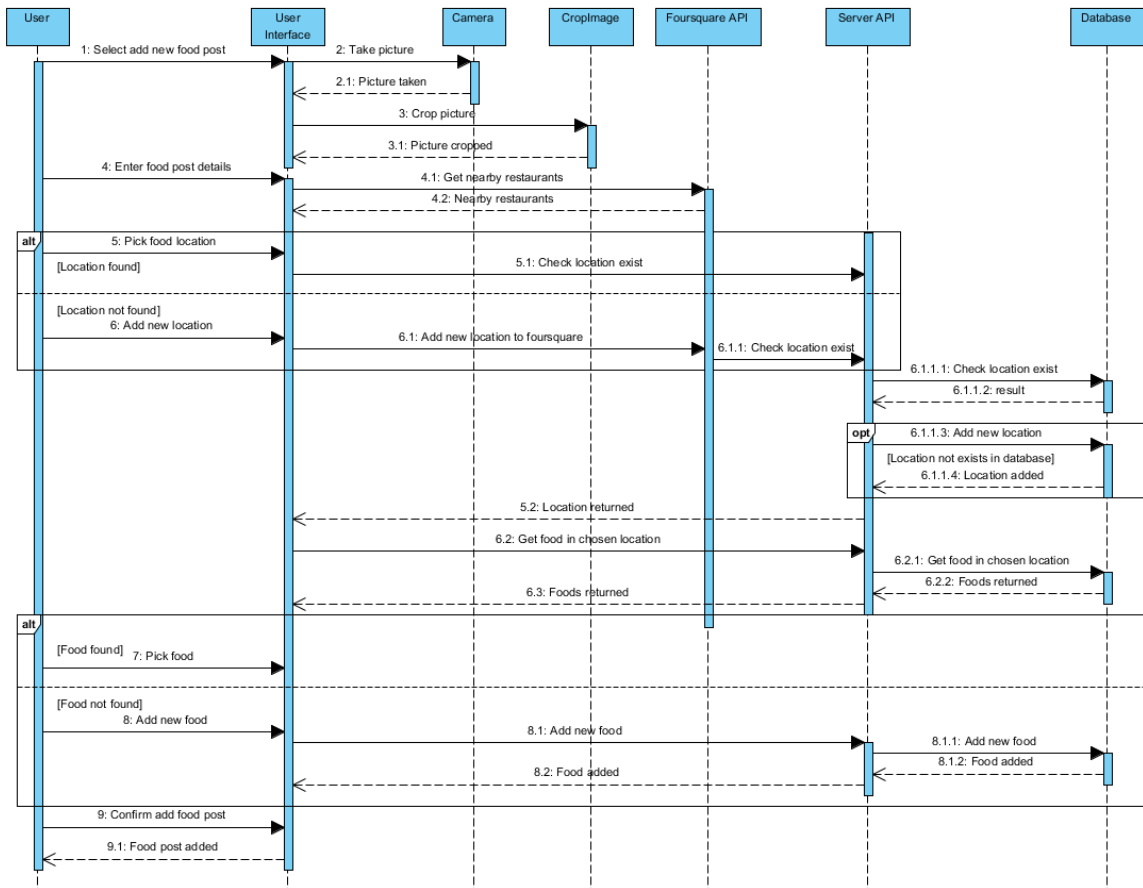 User
User
Interface
Camera
CropImage
Foursquare API
Server API
Database
1: Select add new food post
2: Take picture
2.1: Picture taken
3: Crop picture
3.1: Picture cropped
4: Enter food post details
4.1: Get nearby restaurants
4.2: Nearby restaurants
alt
5: Pick food location
[Location found]
5.1: Check location exist
[Location not found]
6: Add new location
6.1: Add new location to foursquare
6.1.1: Check location exist
6.1.1.1: Check location exist
6.1.1.2: result
opt
6.1.1.3: Add new location
[Location not exists in database]
6.1.1.4: Location added
5.2: Location returned
6.2: Get food in chosen location
6.2.1: Get food in chosen location
6.2.2: Foods returned
6.3: Foods returned
alt
[Food found]
7: Pick food
[Food not found]
8: Add new food
8.1: Add new food
8.1.1: Add new food
8.1.2: Food added
8.2: Food added
9: Confirm add food post
9.1: Food post added